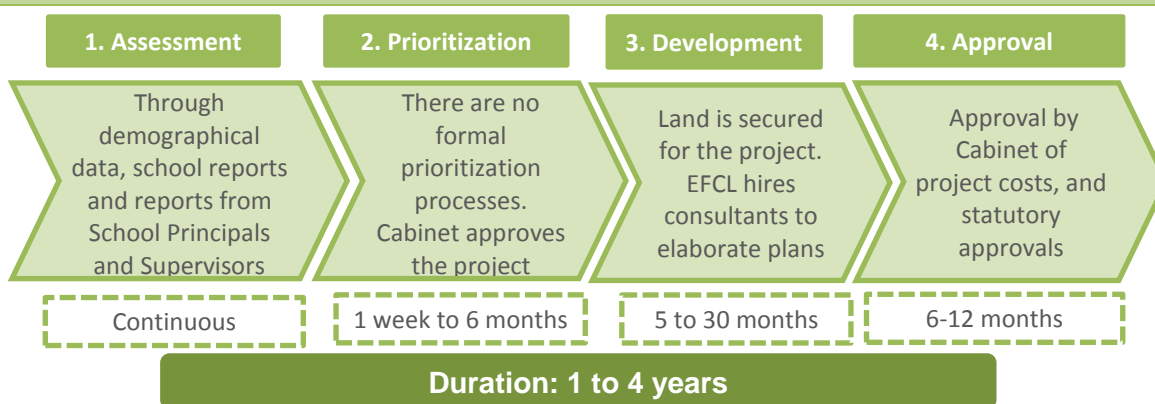 1. Assessment
2. Prioritization
3. Development
4. Approval
Through
demographical
data, school reports
and reports from
School Principals
and Supervisors
There are no
formal
prioritization
processes.
Cabinet approves
the project
Land is secured
for the project.
EFCL hires
consultants to
elaborate plans
Approval by
Cabinet of
project costs, and
statutory
approvals
Continuous
1 week to 6 months
5 to 30 months
6-12 months
Duration: 1 to 4 years